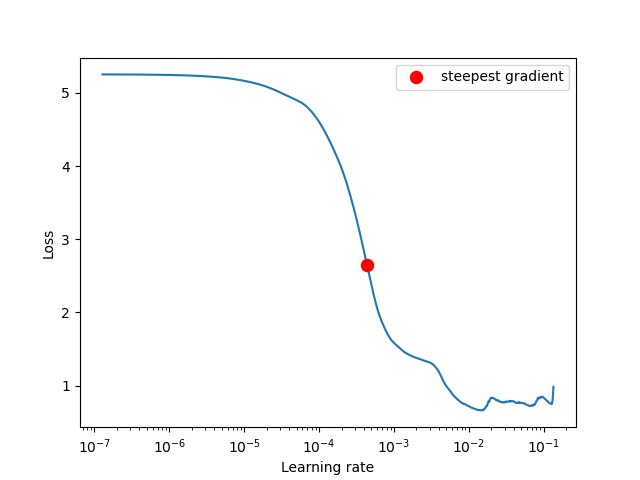 steepest gradient
5
4
3
2
1
Loss
10⁻⁷ 10⁻⁶ 10⁻⁵ 10⁻⁴ 10⁻³ 10⁻² 10⁻¹
Learning rate